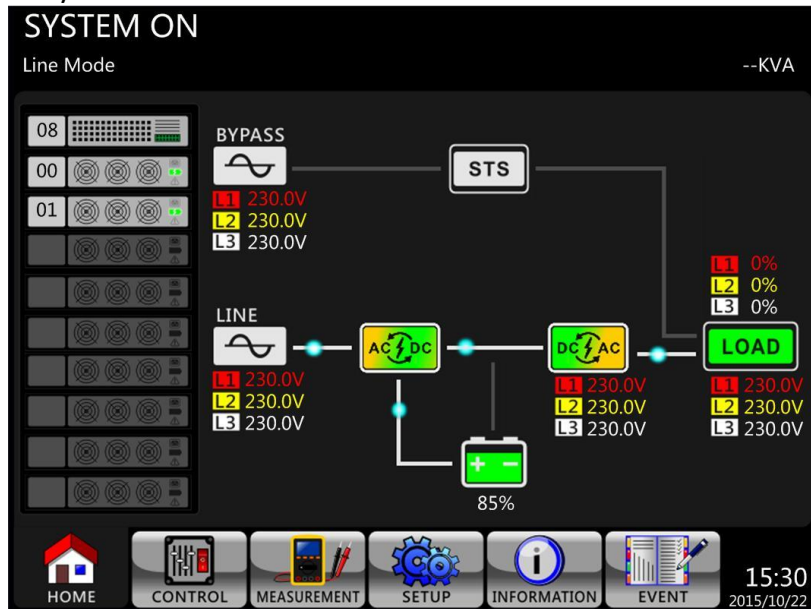 SYSTEM ON
Line Mode
--KVA
08
00
01
BYPASS
L1 230.0V
L2 230.0V
L3 230.0V
STS
L1 0%
L2 0%
L3 0%
LINE
L1 230.0V
L2 230.0V
L3 230.0V
AC DC
DC AC
L1 230.0V
L2 230.0V
L3 230.0V
LOAD
L1 230.0V
L2 230.0V
L3 230.0V
+ -
85%
HOME
CONTROL
MEASUREMENT
SETUP
i
INFORMATION
EVENT
15:30
2015/10/22